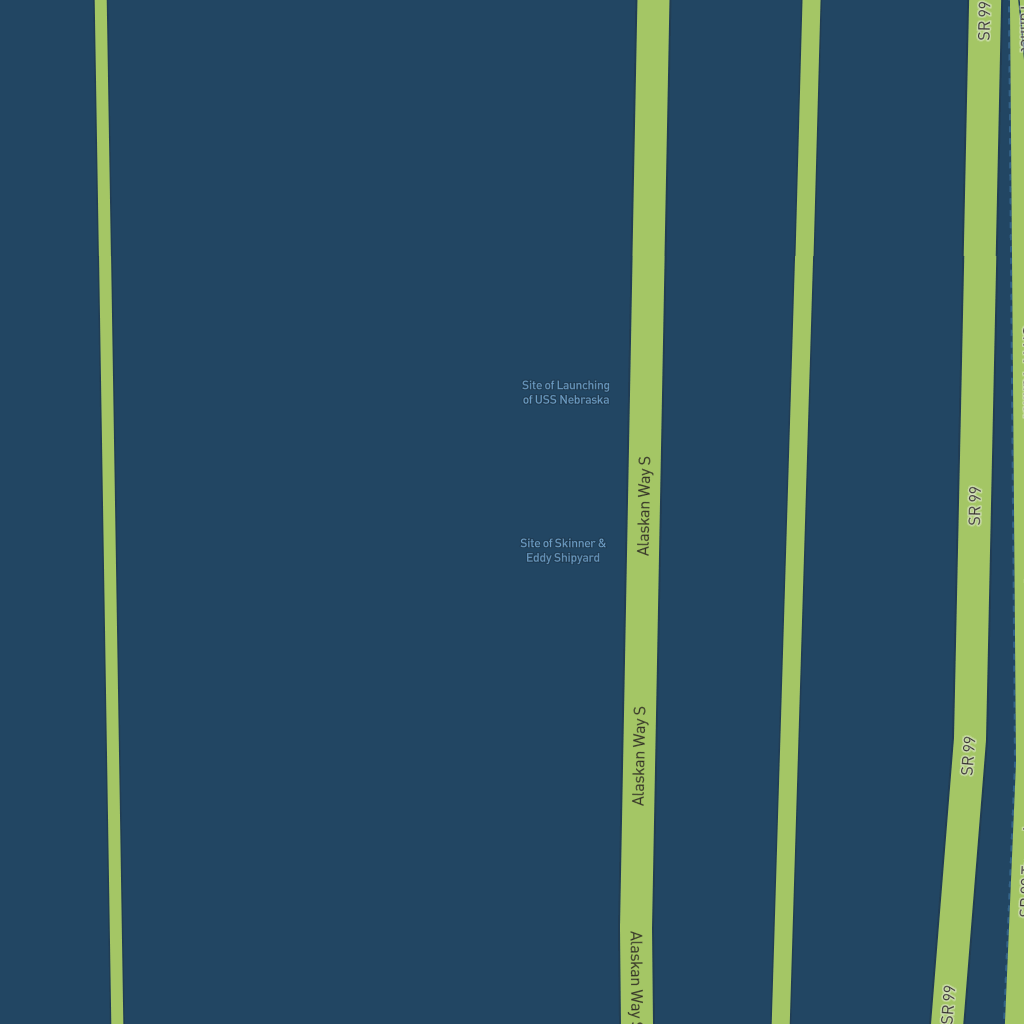 SR 99
Site of Launching
of USS Nebraska
Alaskan Way S
SR 99
Site of Skinner &
Eddy Shipyard
Alaskan Way S
SR 99
Alaskan Way S
SR 99